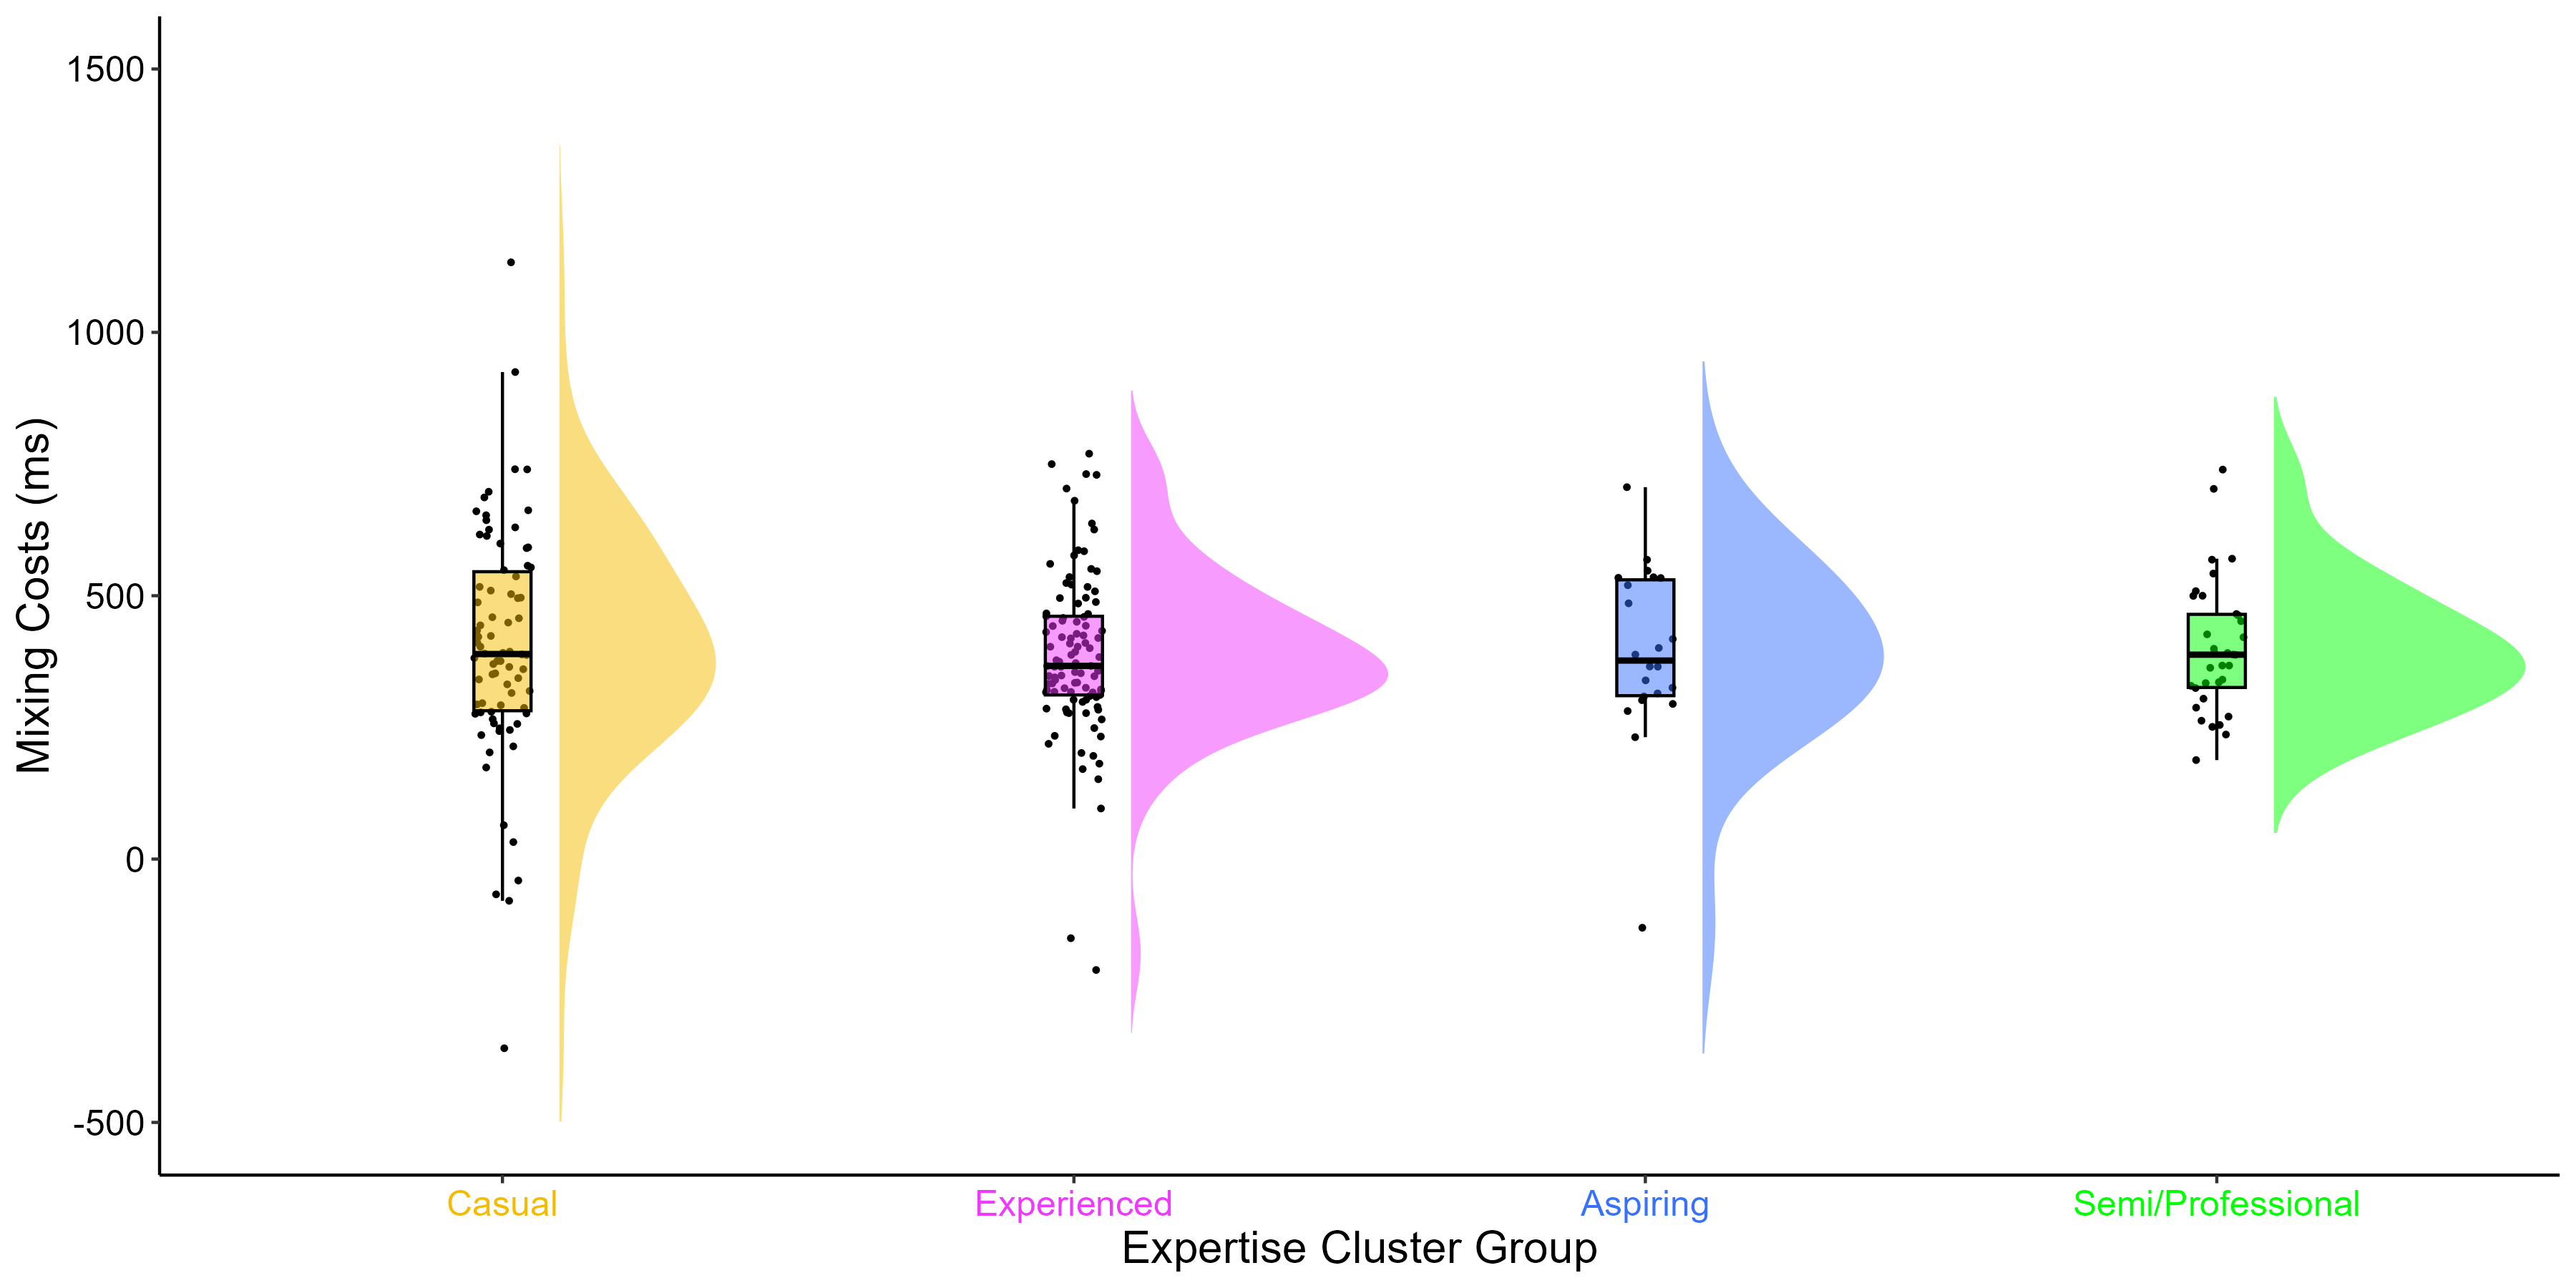 Mixing Costs (ms)
1500
1000
500
0
-500
Casual
Experienced
Aspiring
Semi/Professional
Expertise Cluster Group